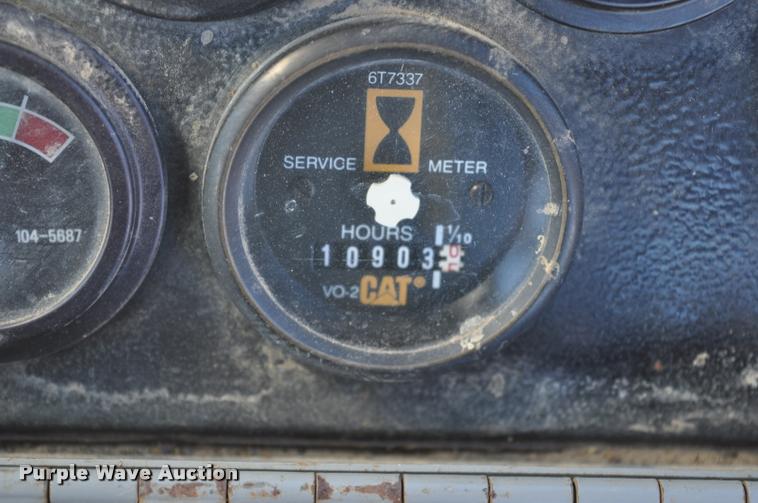 6T7337
SERVICE METER
HOURS 1/10
10903
VO-2 CAT
104-5687
Purple Wave Auction